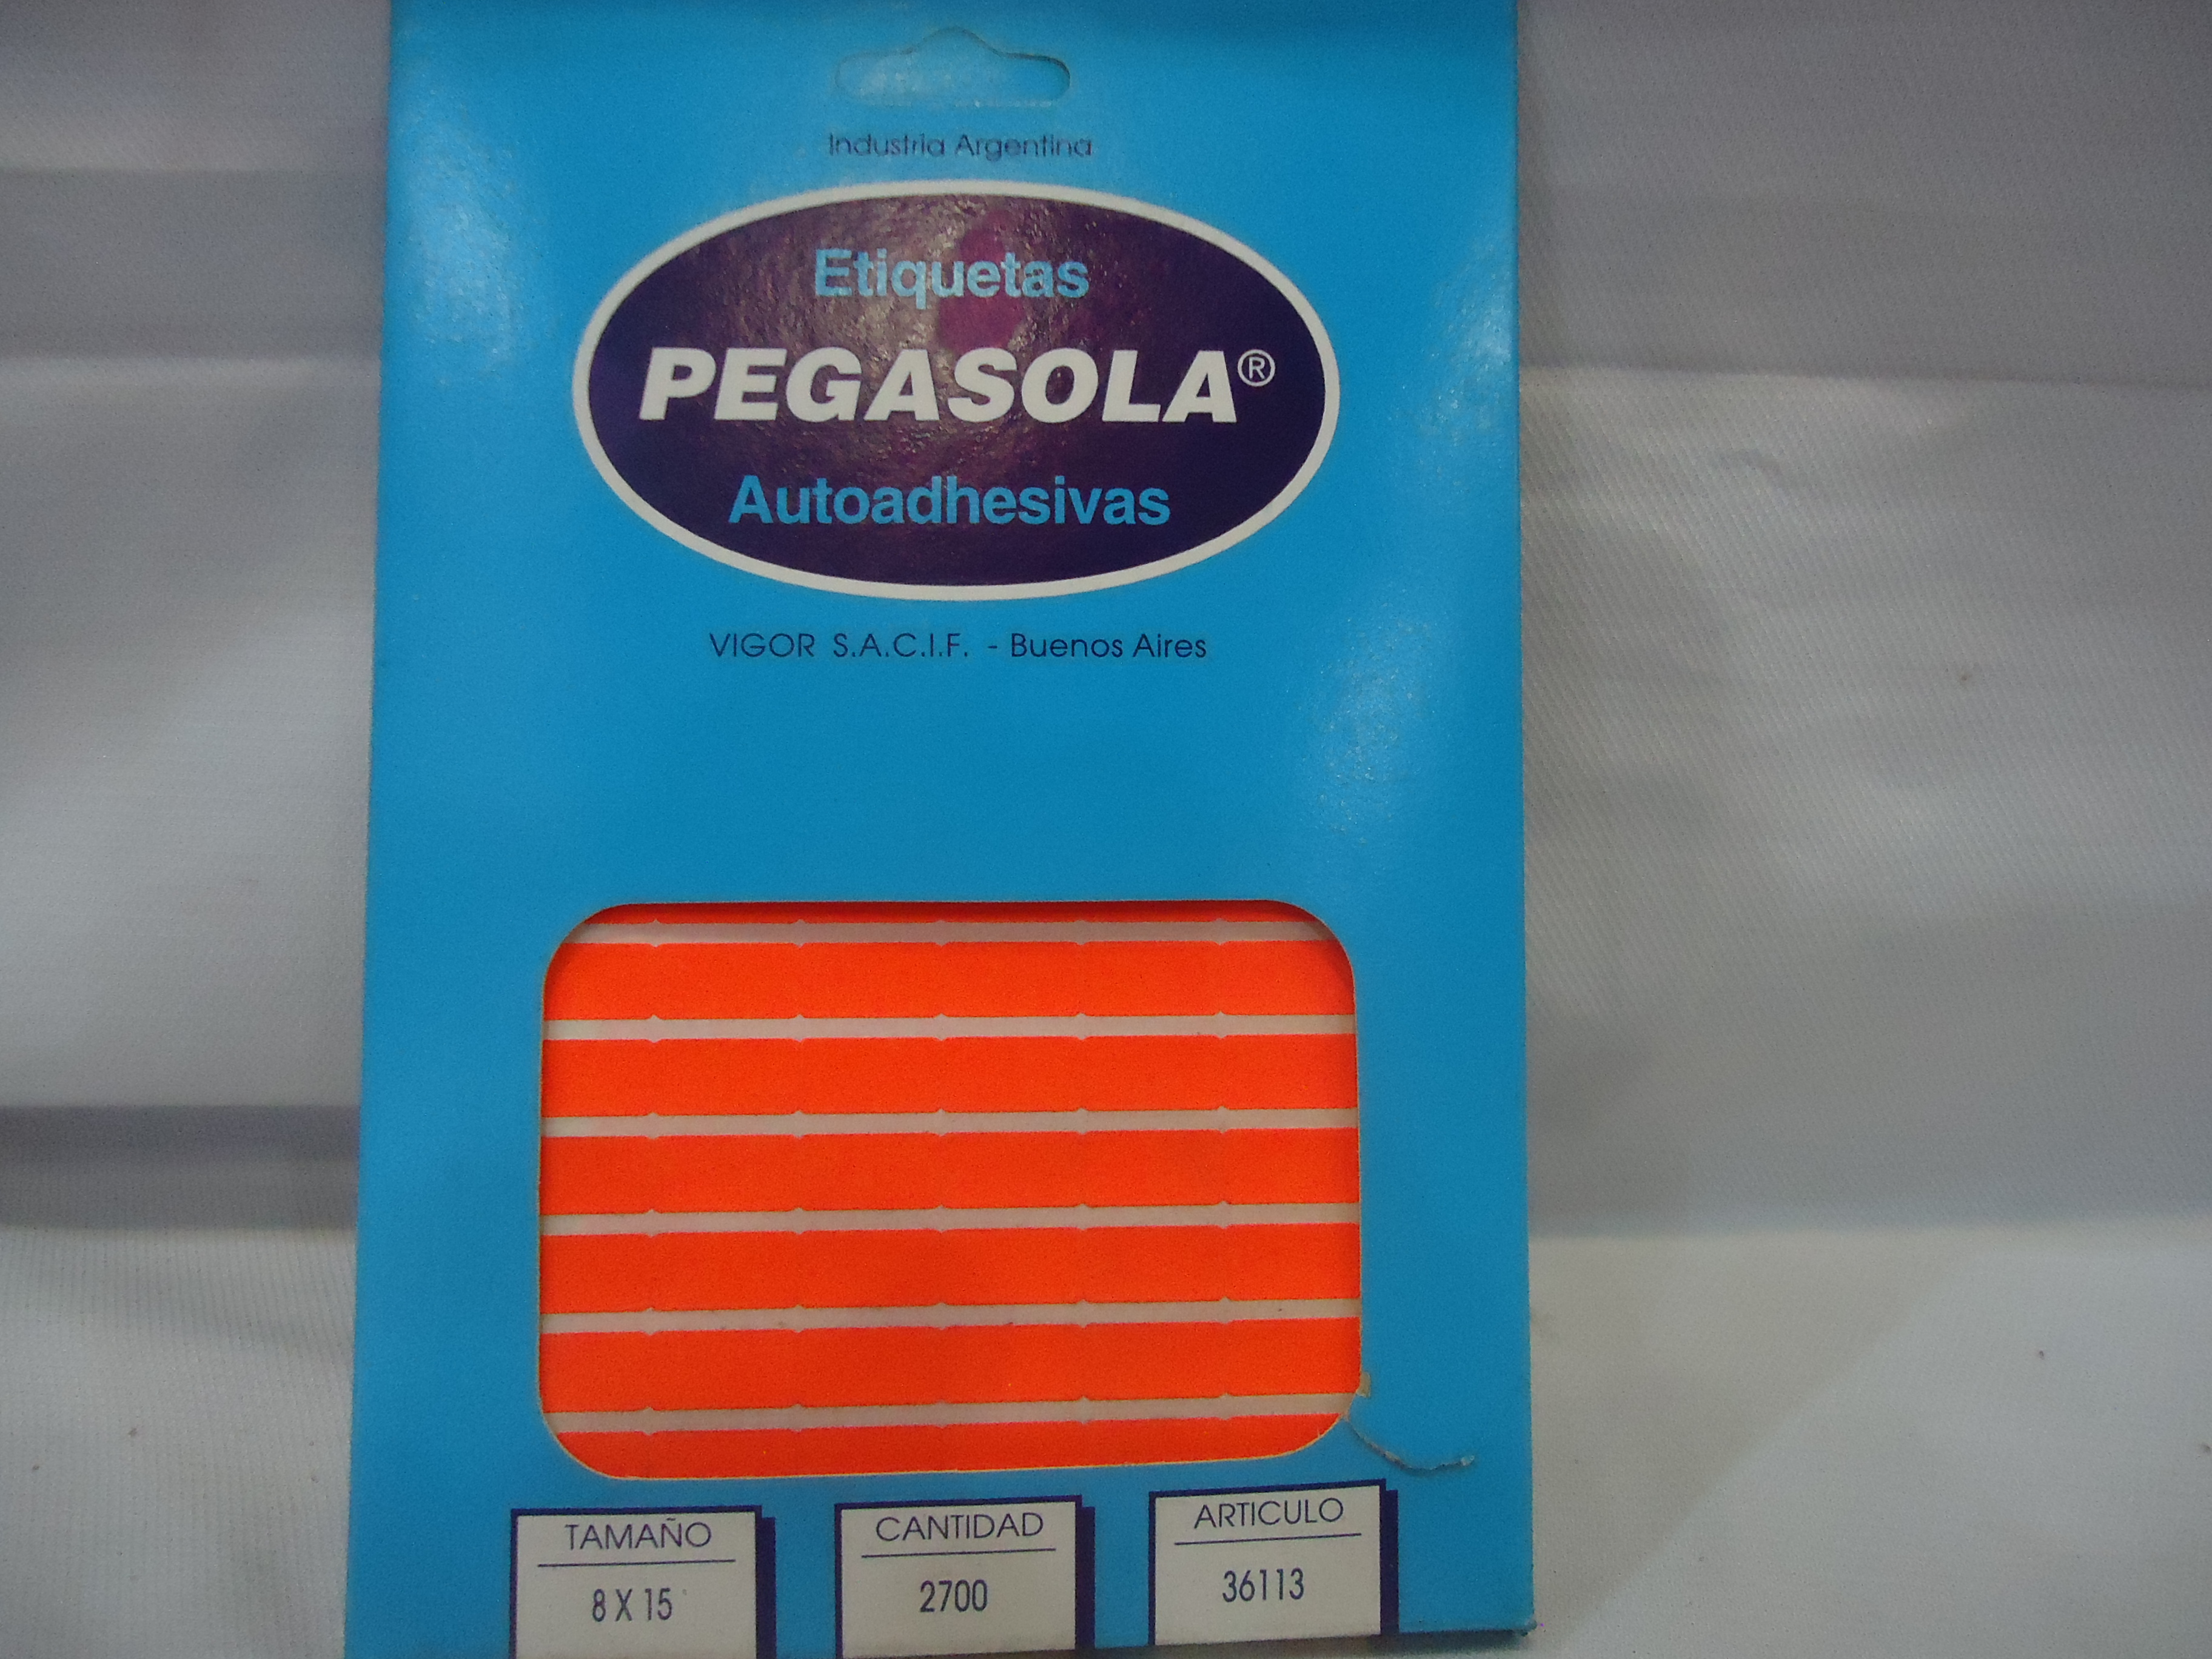 Industria Argentina
Etiquetas
PEGASOLA®
Autoadhesivas
VIGOR S.A.C.I.F. - Buenos Aires
TAMAÑO
8 X 15
CANTIDAD
2700
ARTICULO
36113